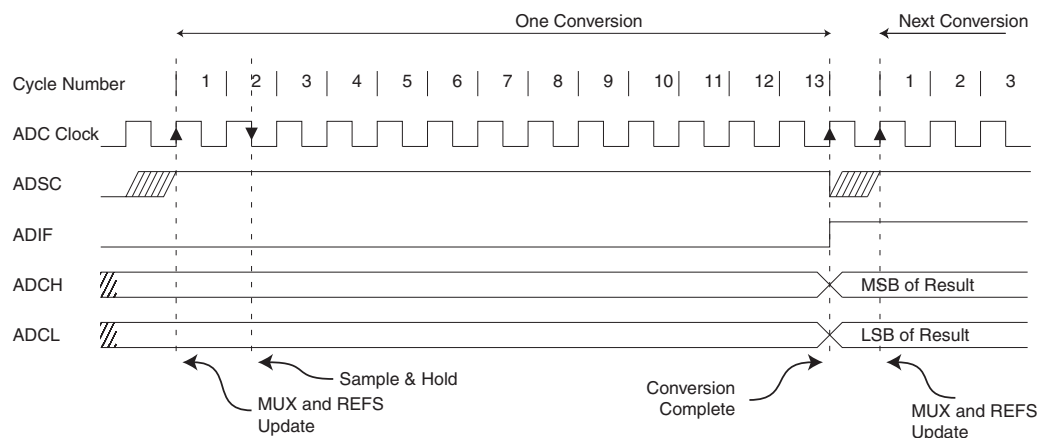 One Conversion
Next Conversion
Cycle Number 1 2 3 4 5 6 7 8 9 10 11 12 13 1 2 3
ADC Clock
ADSC
ADIF
ADCH MSB of Result
ADCL LSB of Result
Sample & Hold
MUX and REFS
Update
Conversion
Complete
MUX and REFS
Update